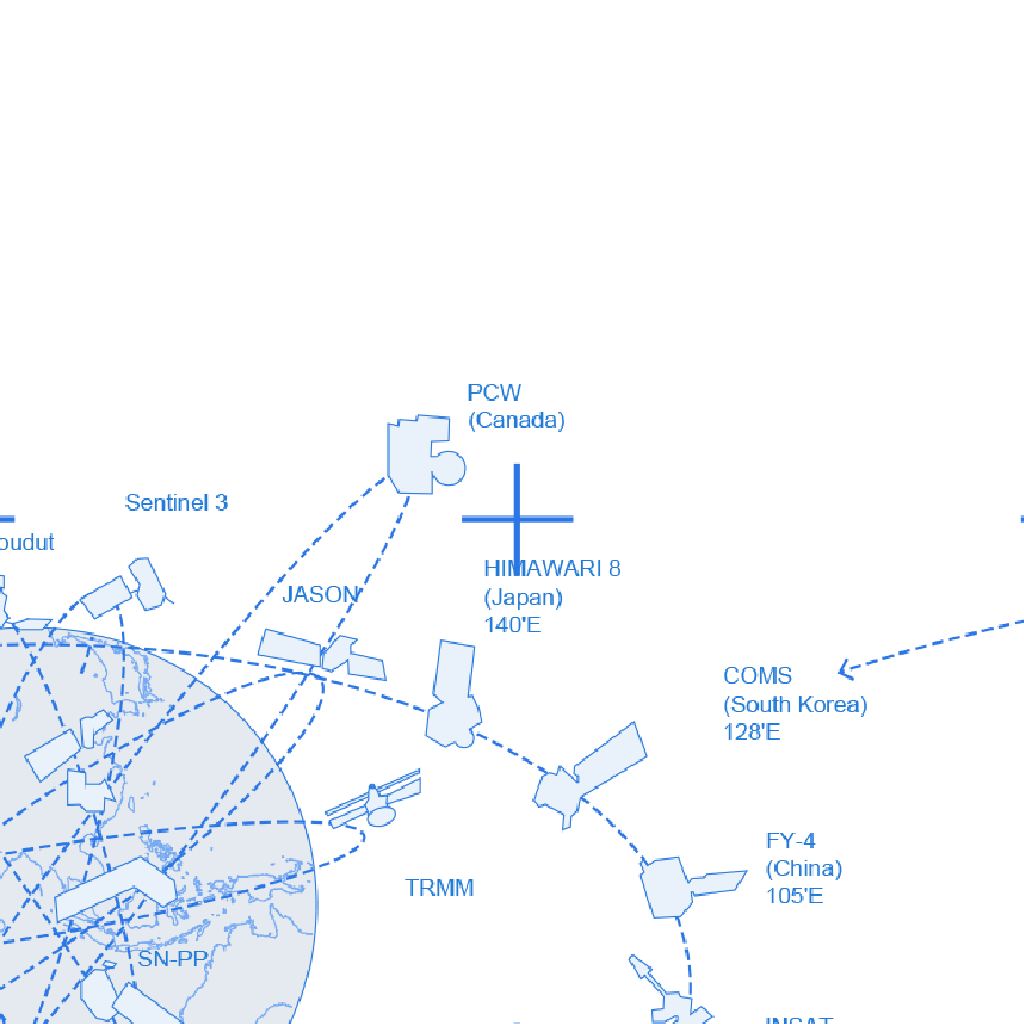 PCW
(Canada)
Sentinel 3
oudut
HIMAWARI 8
(Japan)
140'E
JASON
COMS
(South Korea)
128'E
FY-4
(China)
105'E
TRMM
SN-PP
INSAT